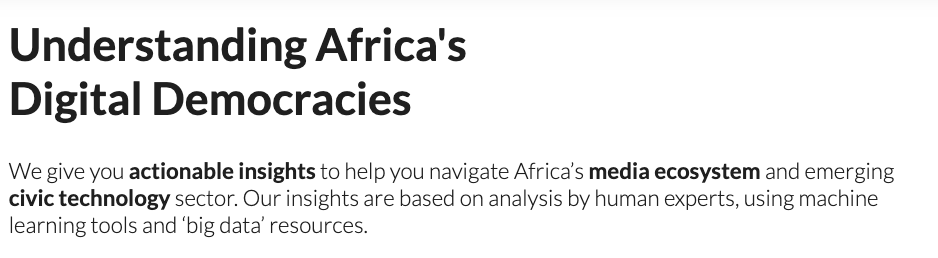 Understanding Africa's
Digital Democracies
We give you actionable insights to help you navigate Africa’s media ecosystem and emerging
civic technology sector. Our insights are based on analysis by human experts, using machine
learning tools and ‘big data’ resources.